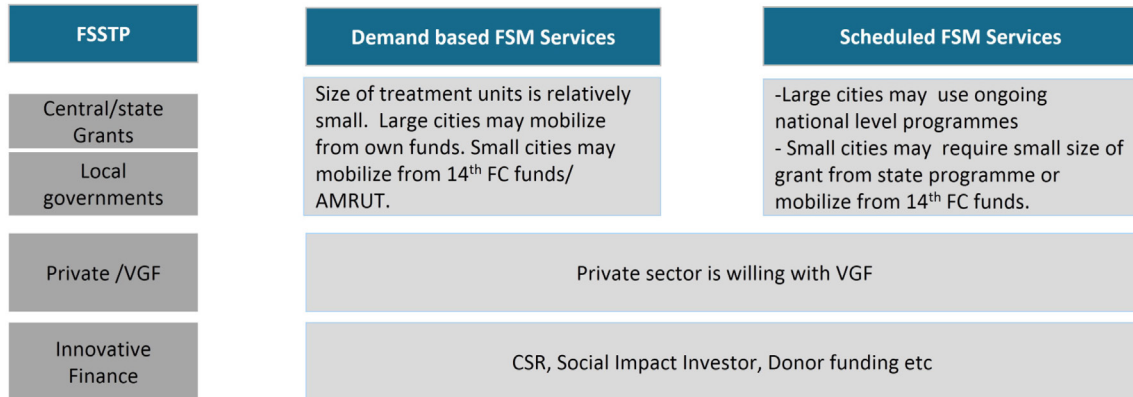 FSSTP
Demand based FSM Services
Scheduled FSM Services
Central/state
Grants
Local
governments
Size of treatment units is relatively
small.  Large cities may mobilize
from own funds. Small cities may
mobilize from 14th FC funds/
AMRUT.
-Large cities may  use ongoing
national level programmes
- Small cities may  require small size of
grant from state programme or
mobilize from 14th FC funds.
Private /VGF
Private sector is willing with VGF
Innovative
Finance
CSR, Social Impact Investor, Donor funding etc